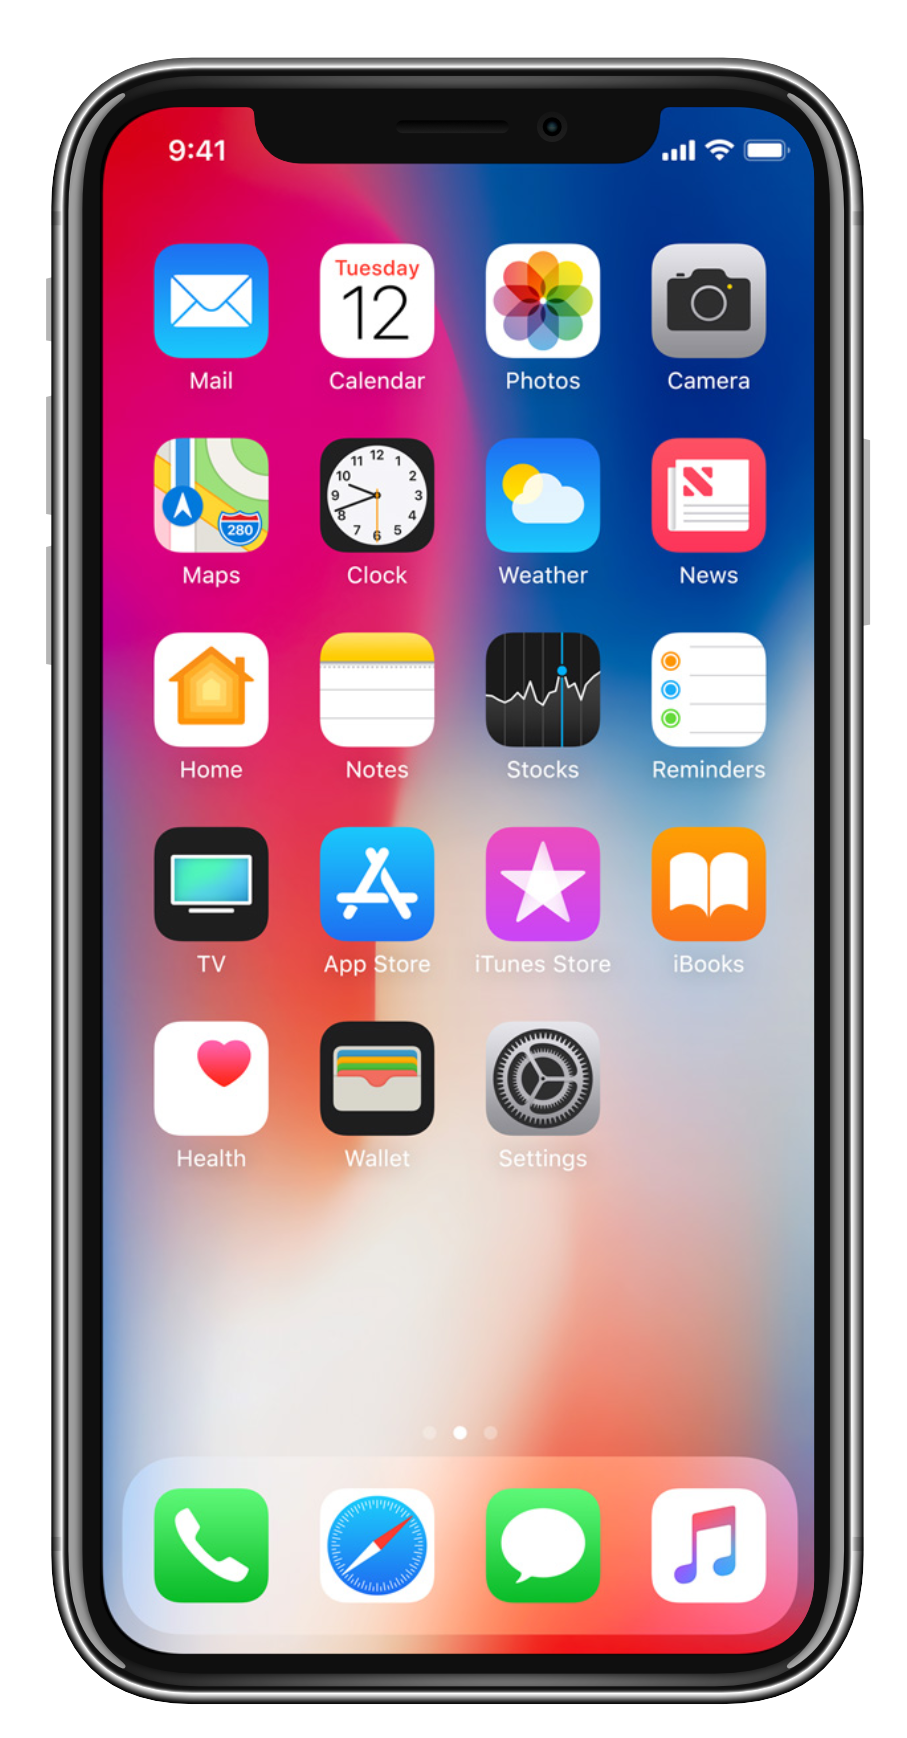 9:41
Tuesday
12
Mail Calendar Photos Camera
12
11 1
10 2
9 3
8 4
7 5
6
280
Maps Clock Weather News
Home Notes Stocks Reminders
TV App Store iTunes Store iBooks
Health Wallet Settings